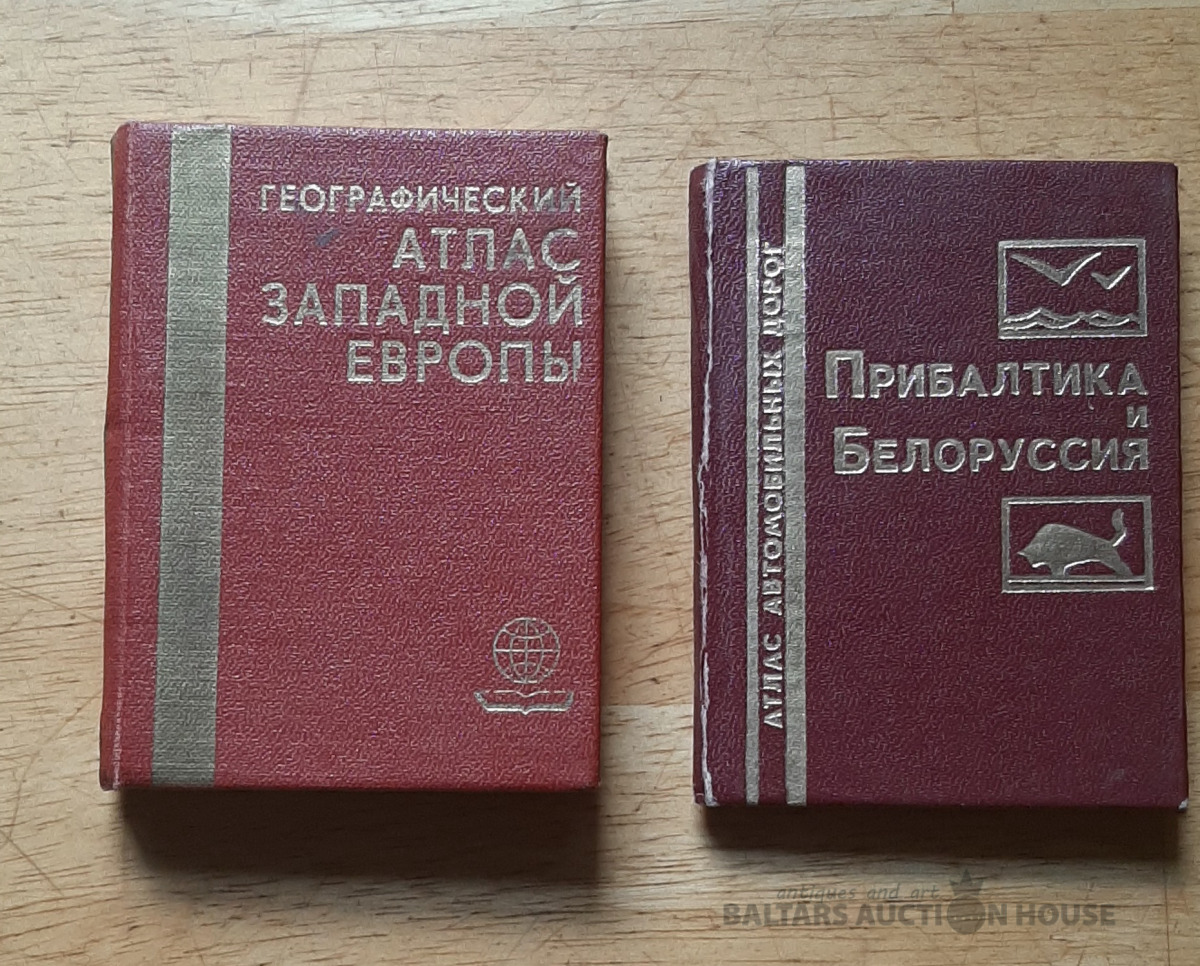 ГЕОГРАФИЧЕСКИЙ
АТЛАС
ЗАПАДНОЙ
ЕВРОПЫ
АТЛАС АВТОМОБИЛЬНЫХ ДОРОГ
ПРИБАЛТИКА
И
БЕЛОРУССИЯ
antiques and art
BALTARS AUCTION HOUSE